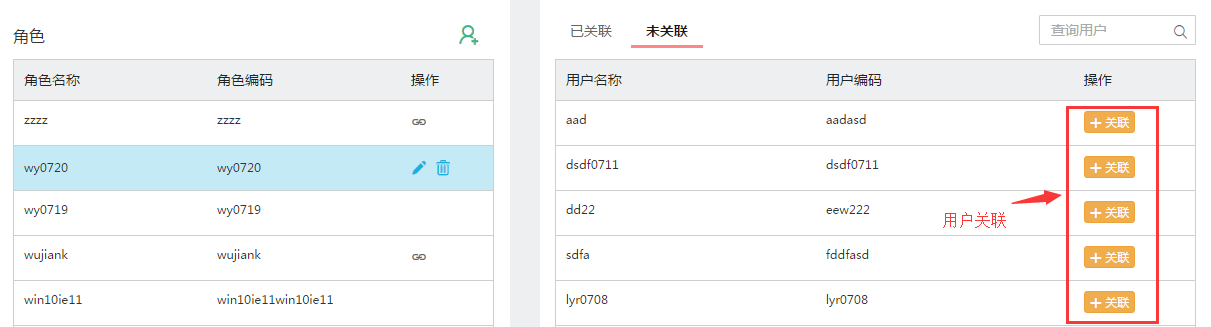 角色
角色名称 角色编码 操作
zzzz zzzz
wy0720 wy0720
wy0719 wy0719
wujiank wujiank
win10ie11 win10ie11win10ie11
已关联 未关联 查询用户
用户名称 用户编码 操作
aad aadasd 关联
dsdf0711 dsdf0711 关联
dd22 eew222 关联
用户关联
sdfa fddfasd 关联
lyr0708 lyr0708 关联